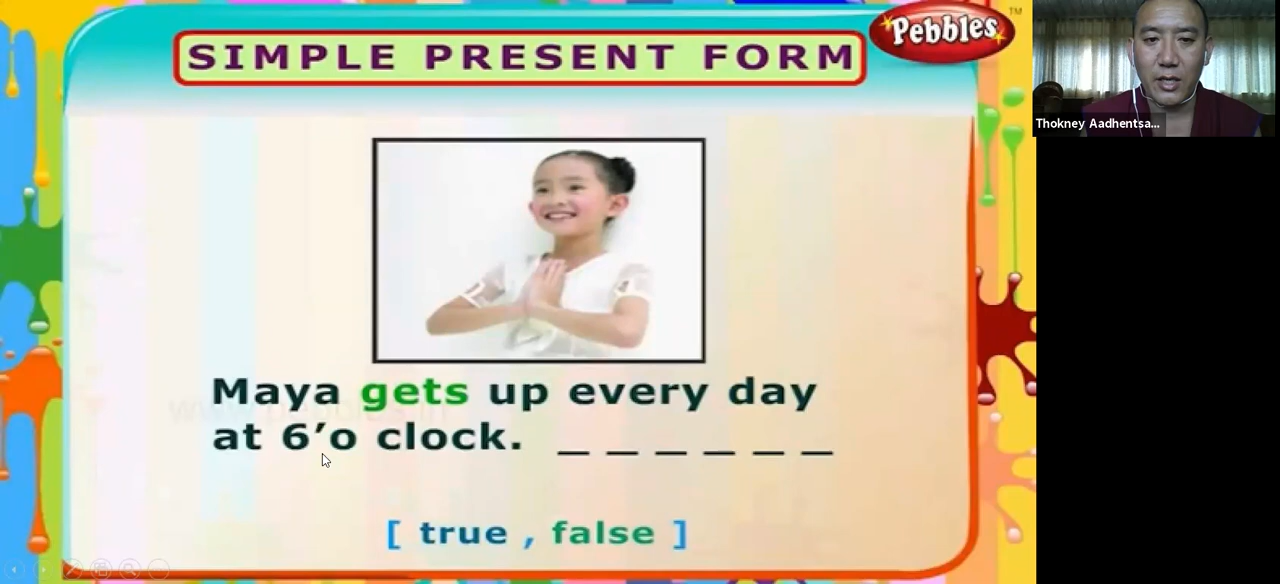 Pebbles
TM
SIMPLE PRESENT FORM
Thokney Aadhentsa...
Maya gets up every day
at 6’o clock. _ _ _ _ _ _
[ true , false ]